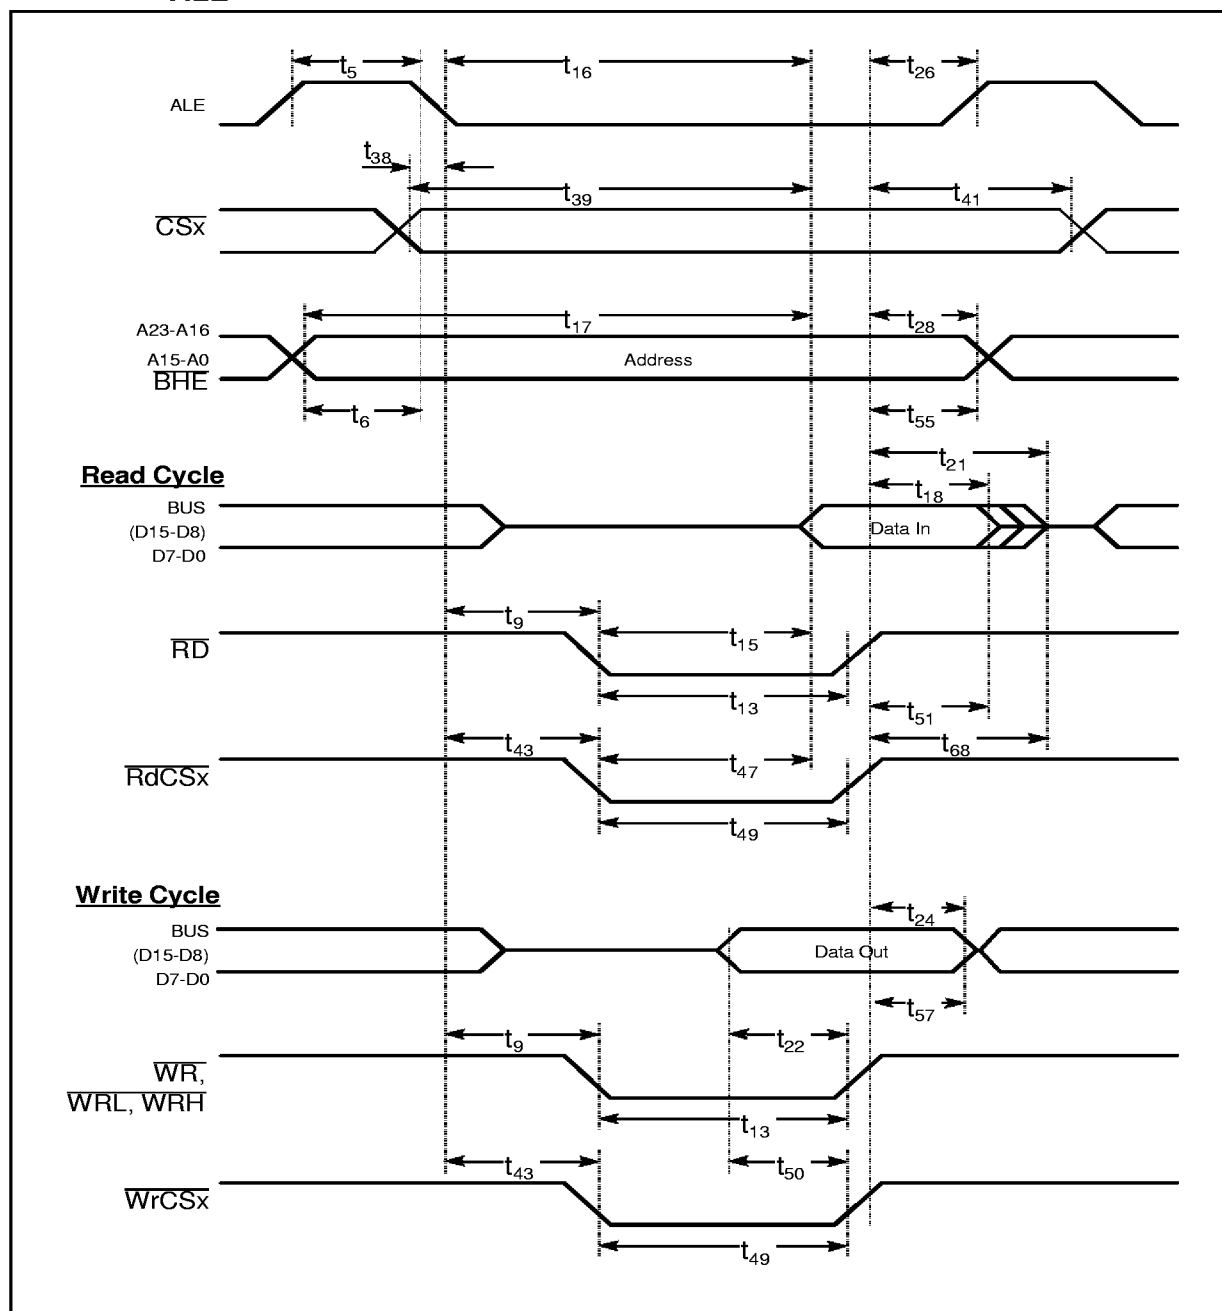 t5 t16 t26
ALE
t38
t39 t41
CSx
A23-A16 t17 t28
A15-A0 Address
BHE
t6 t55
t21
Read Cycle
t18
BUS
(D15-D8) Data In
D7-D0
t9
RD t15
t13 t51
t43 t47 t68
RdCSx
t49
Write Cycle
t24
BUS
(D15-D8) Data Out
D7-D0
t57
t9 t22
WR,
WRL, WRH
t13
t43 t50
WrCSx
t49